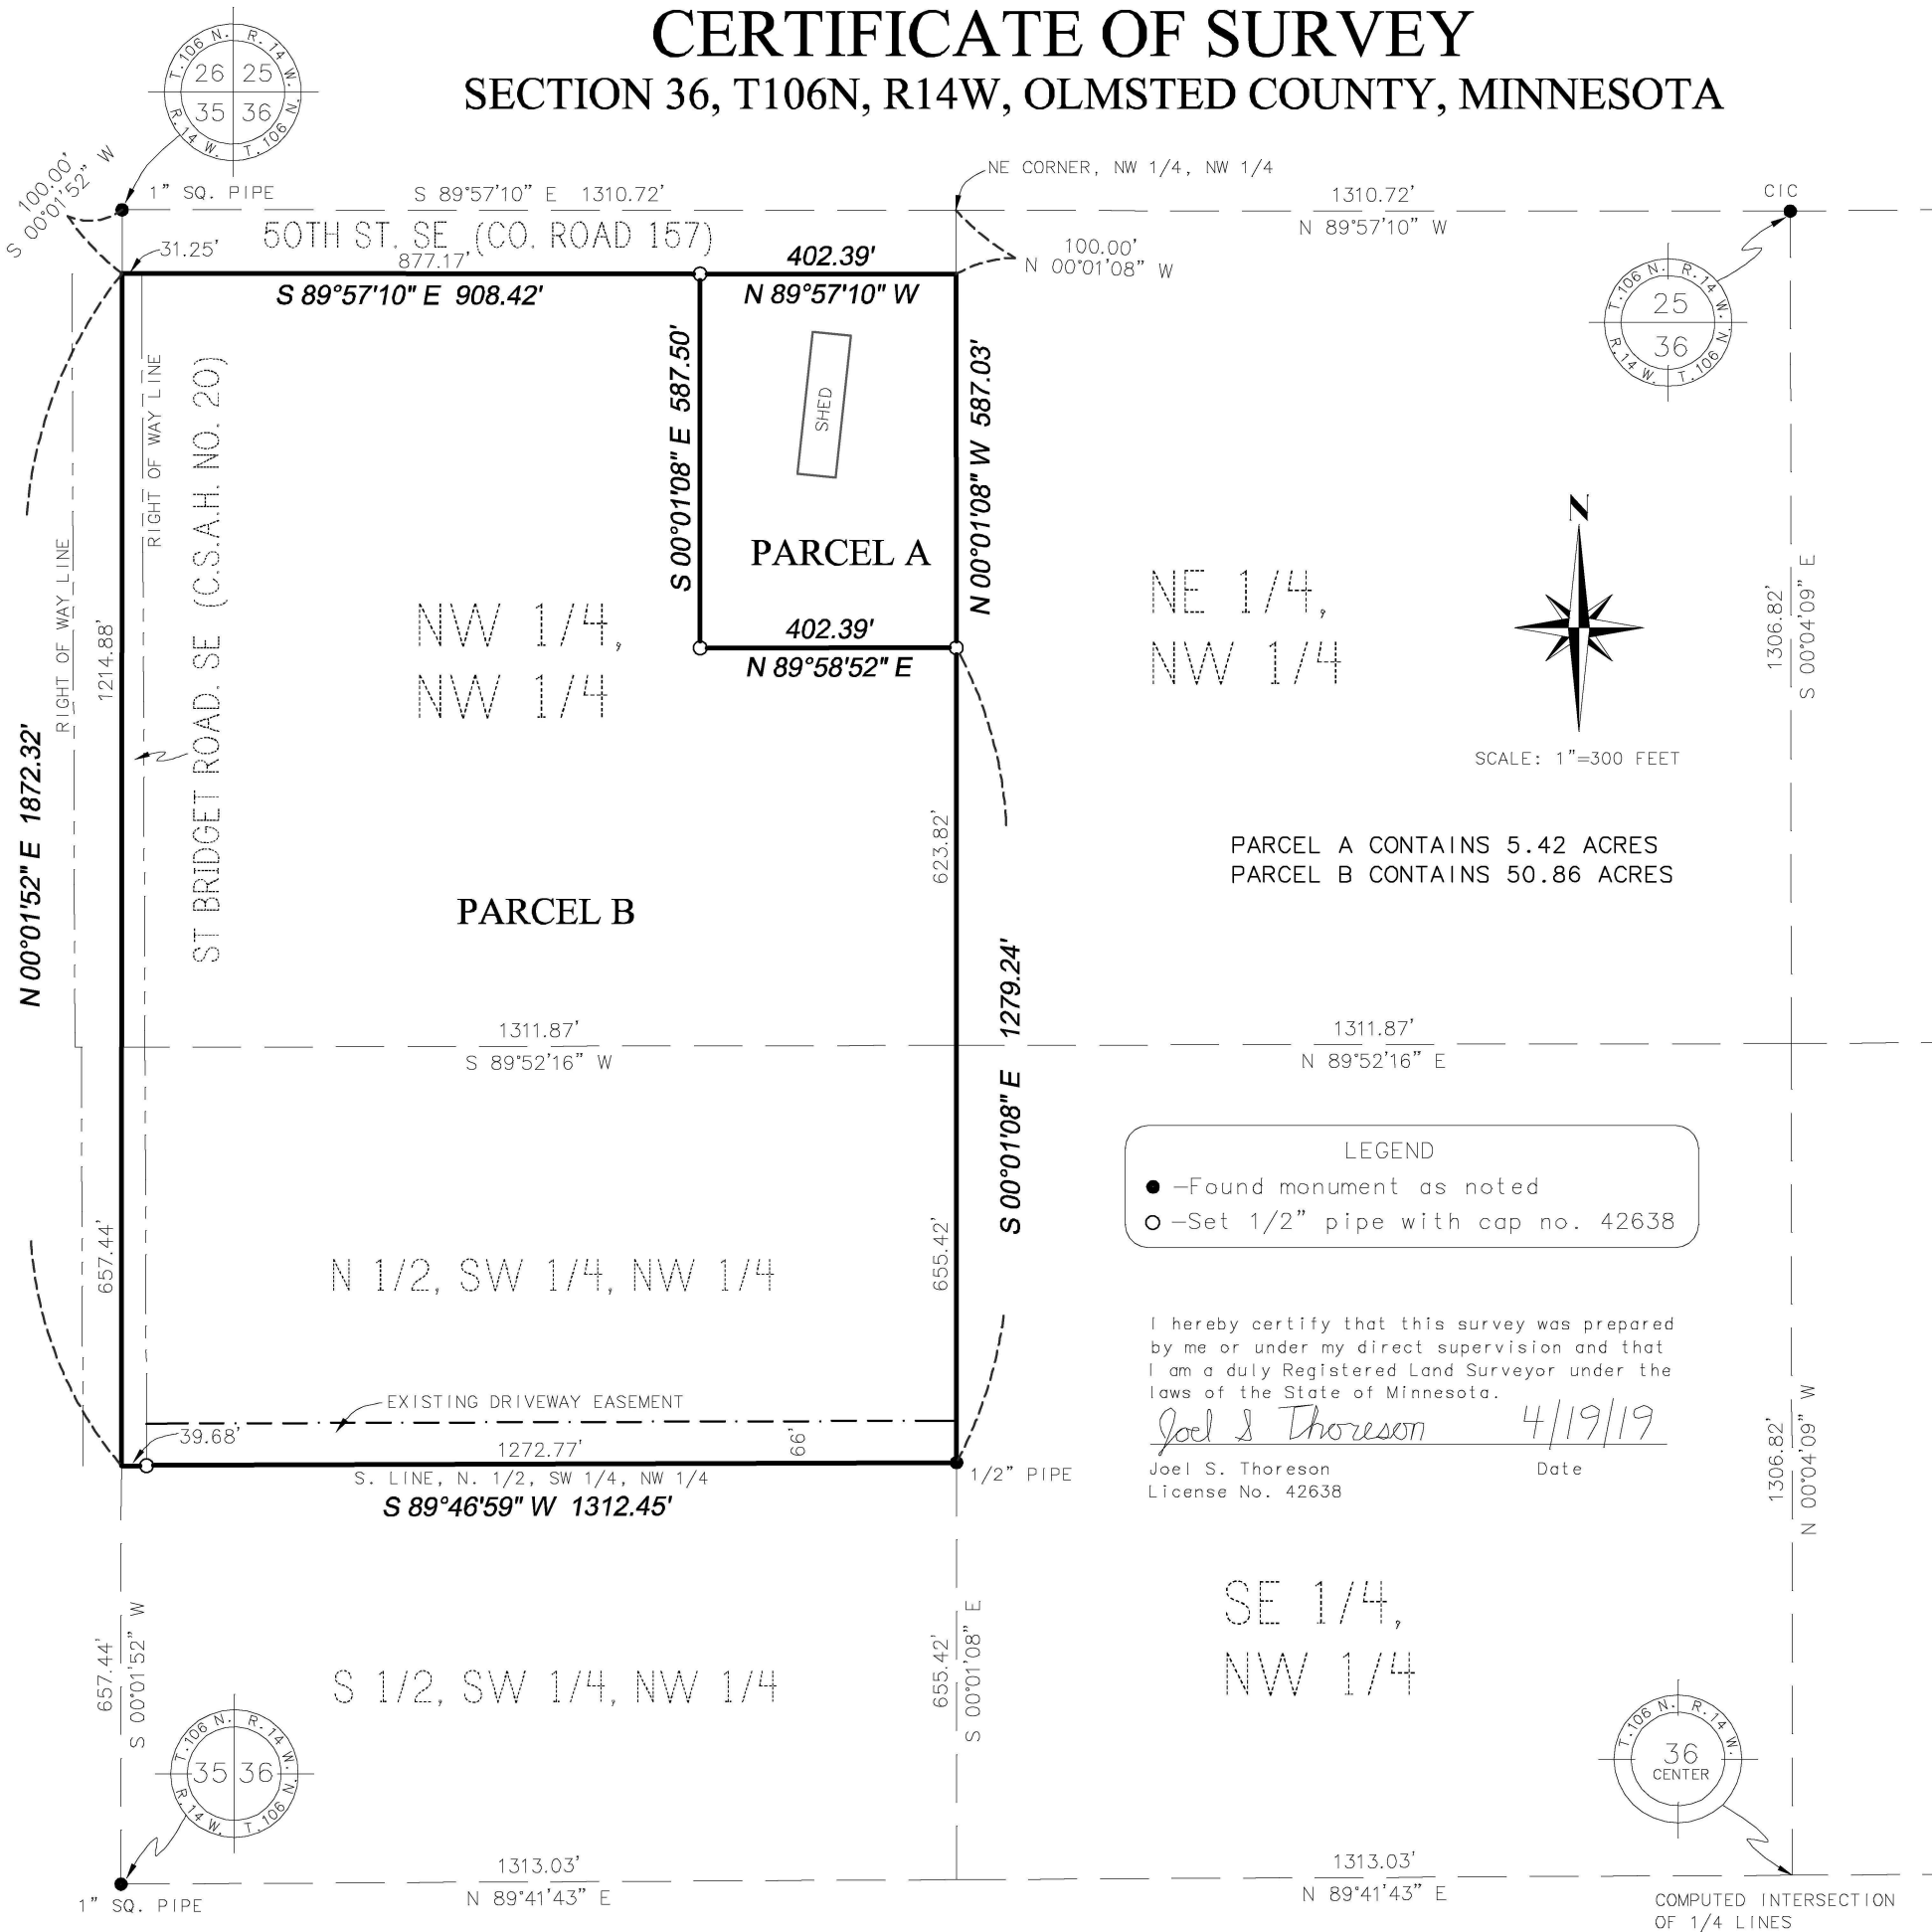 CERTIFICATE OF SURVEY
SECTION 36, T106N, R14W, OLMSTED COUNTY, MINNESOTA
T.106 N. R.14 W.
26 25
35 36
R.14 W. T.106 N.
100.00'
S 00°01'52" W
1" SQ. PIPE
S 89°57'10" E 1310.72'
NE CORNER, NW 1/4, NW 1/4
1310.72'
N 89°57'10" W
CIC
50TH ST. SE (CO. ROAD 157)
31.25'
877.17'
S 89°57'10" E 908.42'
402.39'
N 89°57'10" W
100.00'
N 00°01'08" W
T.106 N. R.14 W.
25
36
R.14 W. T.106 N.
RIGHT OF WAY LINE
RIGHT OF WAY LINE
ST BRIDGET ROAD. SE (C.S.A.H. NO. 20)
S 00°01'08" E 587.50'
SHED
N 00°01'08" W 587.03'
PARCEL A
402.39'
N 89°58'52" E
NW 1/4,
NW 1/4
NE 1/4,
NW 1/4
N
SCALE: 1"=300 FEET
1306.82'
S 00°04'09" E
1214.88'
N 00°01'52" E 1872.32'
623.82'
PARCEL A CONTAINS 5.42 ACRES
PARCEL B CONTAINS 50.86 ACRES
PARCEL B
S 00°01'08" E 1279.24'
1311.87'
S 89°52'16" W
1311.87'
N 89°52'16" E
LEGEND
-Found monument as noted
-Set 1/2" pipe with cap no. 42638
657.44'
N 1/2, SW 1/4, NW 1/4
655.42'
I hereby certify that this survey was prepared
by me or under my direct supervision and that
I am a duly Registered Land Surveyor under the
laws of the State of Minnesota.
Joel S Thoreson 4/19/19
Joel S. Thoreson Date
License No. 42638
1306.82'
N 00°04'09" W
EXISTING DRIVEWAY EASEMENT
39.68'
1272.77'
66'
S. LINE, N. 1/2, SW 1/4, NW 1/4
S 89°46'59" W 1312.45'
1/2" PIPE
657.44'
S 00°01'52" W
S 1/2, SW 1/4, NW 1/4
655.42'
S 00°01'08" E
SE 1/4,
NW 1/4
T.106 N. R.14 W.
35 36
R.14 W. T.106 N.
T.106 N. R.14 W.
36
CENTER
1" SQ. PIPE
1313.03'
N 89°41'43" E
1313.03'
N 89°41'43" E
COMPUTED INTERSECTION
OF 1/4 LINES